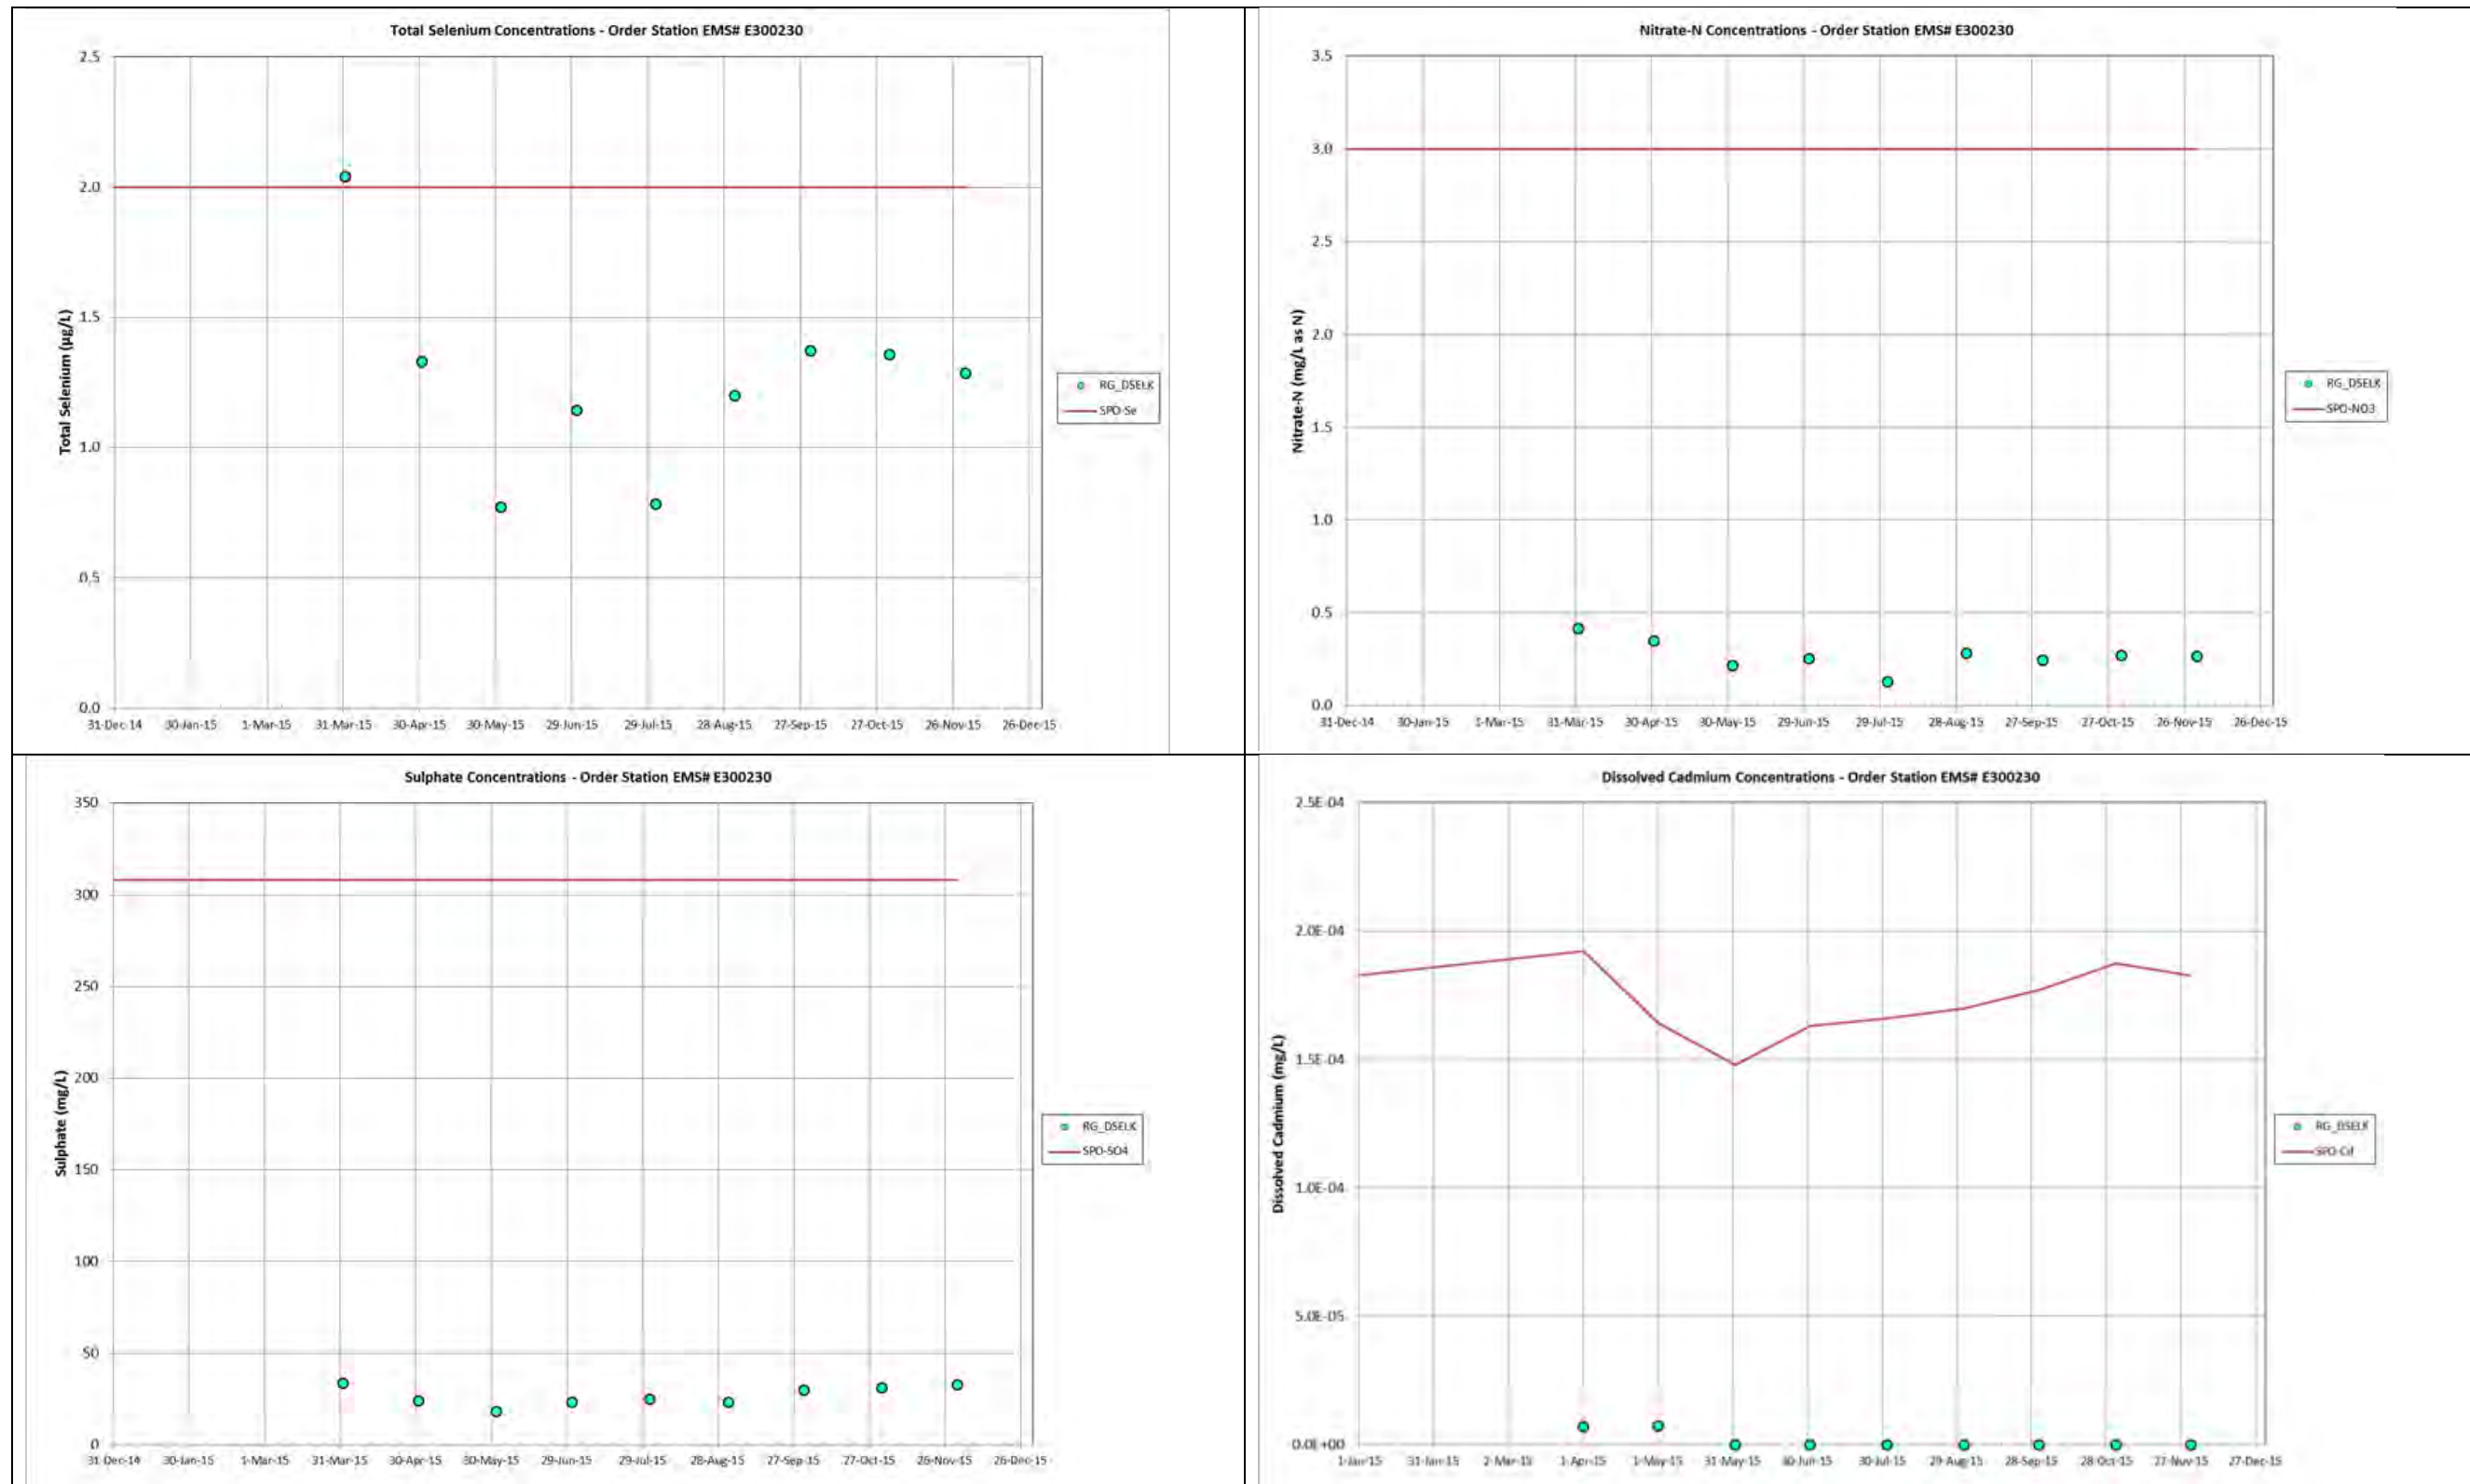 Total Selenium Concentrations - Order Station EMS# E300230
2.5
2.0
1.5
1.0
0.5
0.0
Total Selenium (µg/L)
31-Dec-14 30-Jan-15 1-Mar-15 31-Mar-15 30-Apr-15 30-May-15 29-Jun-15 29-Jul-15 28-Aug-15 27-Sep-15 27-Oct-15 26-Nov-15 26-Dec-15
RG_DSELK
SPO-Se
Nitrate-N Concentrations - Order Station EMS# E300230
3.5
3.0
2.5
2.0
1.5
1.0
0.5
0.0
Nitrate-N (mg/L as N)
31-Dec-14 30-Jan-15 1-Mar-15 31-Mar-15 30-Apr-15 30-May-15 29-Jun-15 29-Jul-15 28-Aug-15 27-Sep-15 27-Oct-15 26-Nov-15 26-Dec-15
RG_DSELK
SPO-NO3
Sulphate Concentrations - Order Station EMS# E300230
350
300
250
200
150
100
50
0
Sulphate (mg/L)
31-Dec-14 30-Jan-15 1-Mar-15 31-Mar-15 30-Apr-15 30-May-15 29-Jun-15 29-Jul-15 28-Aug-15 27-Sep-15 27-Oct-15 26-Nov-15 26-Dec-15
RG_DSELK
SPO-SO4
Dissolved Cadmium Concentrations - Order Station EMS# E300230
2.5E-04
2.0E-04
1.5E-04
1.0E-04
5.0E-05
0.0E+00
Dissolved Cadmium (mg/L)
1-Jan-15 31-Jan-15 2-Mar-15 1-Apr-15 1-May-15 31-May-15 30-Jun-15 30-Jul-15 29-Aug-15 28-Sep-15 28-Oct-15 27-Nov-15 27-Dec-15
RG_DSELK
SPO-Cd